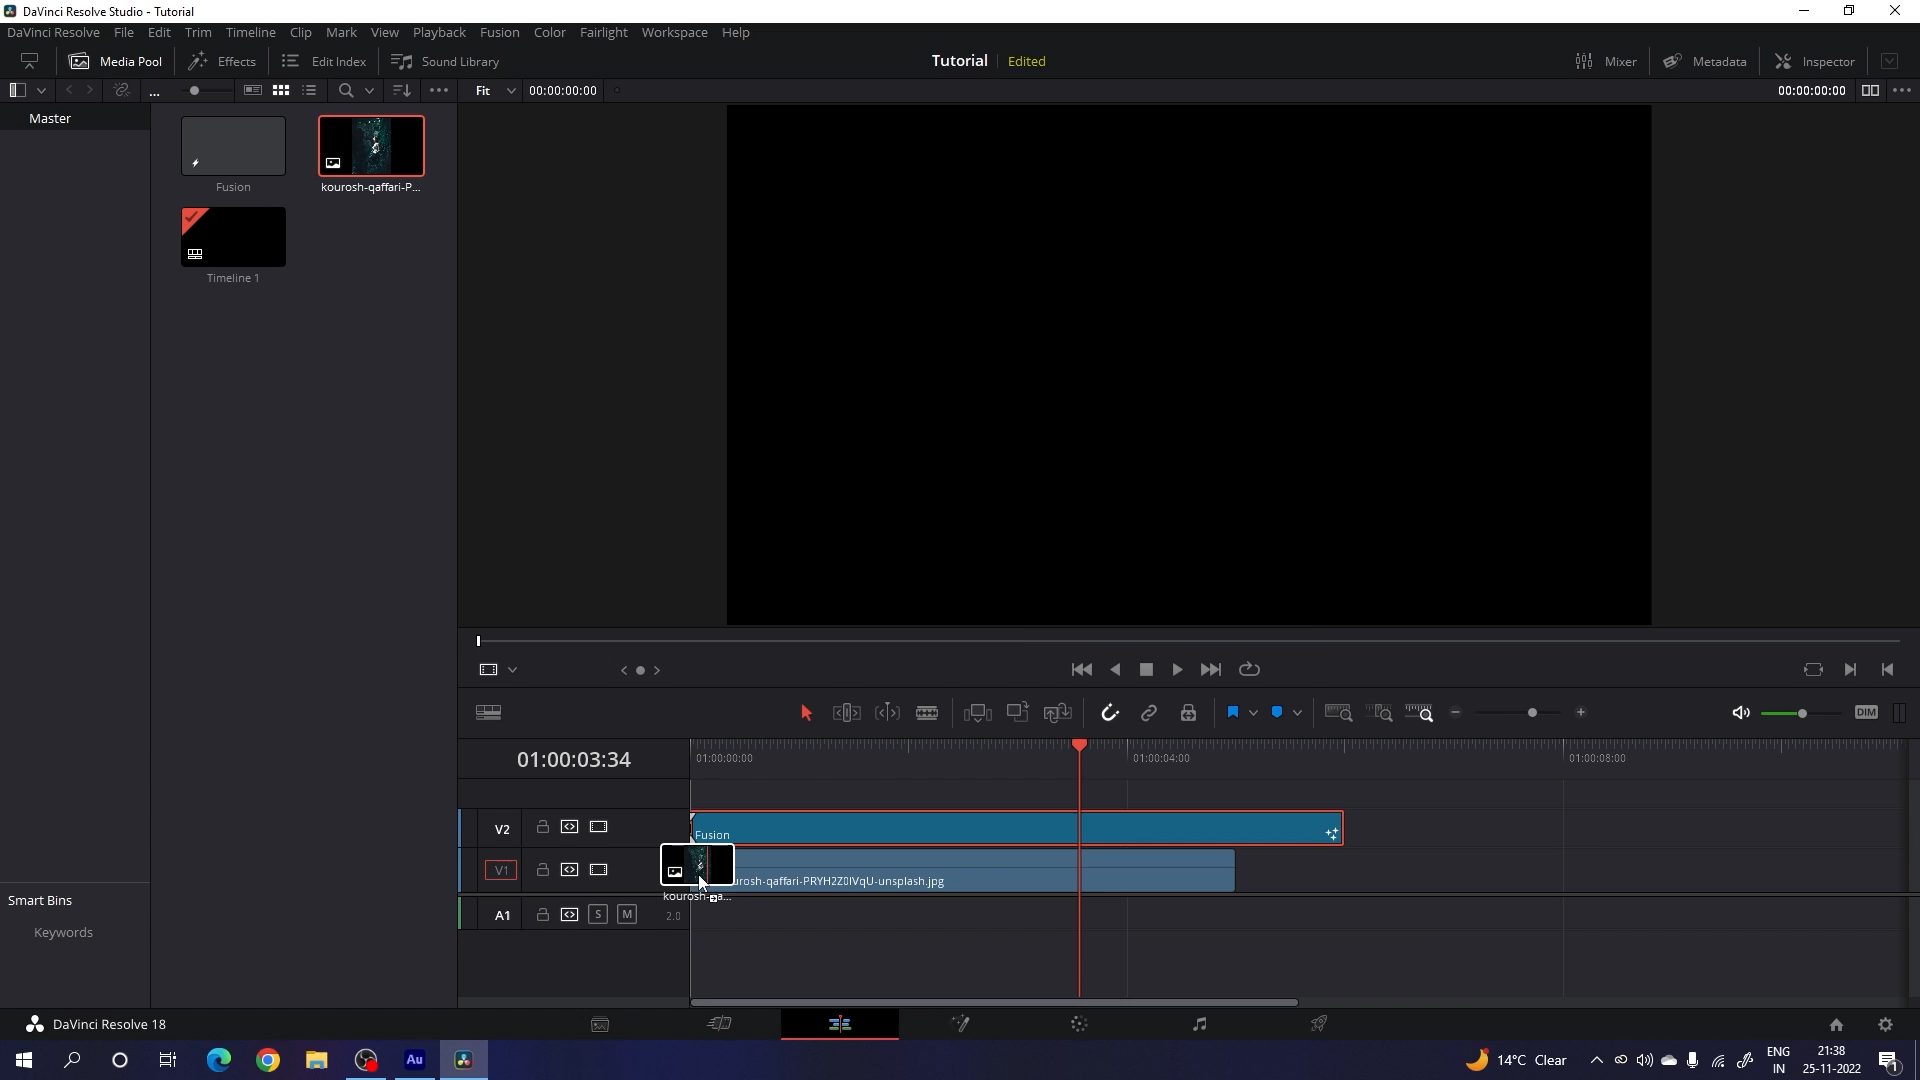 DaVinci Resolve Studio - Tutorial
DaVinci Resolve File Edit Trim Timeline Clip Mark View Playback Fusion Color Fairlight Workspace Help
Media Pool Effects Edit Index Sound Library Tutorial Edited Mixer Metadata Inspector
... Fit 00:00:00:00 00:00:00:00
Master
Fusion kourosh-qaffari-P...
Timeline 1
01:00:03:34 01:00:00:00 01:00:04:00 01:00:08:00
DIM
V2 Fusion
V1 urosh-qaffari-PRYH2Z0IVqU-unsplash.jpg
kourosh-qa...
A1 S M 2.0
Smart Bins
Keywords
DaVinci Resolve 18
Au 14°C Clear ENG IN 21:38 25-11-2022 1